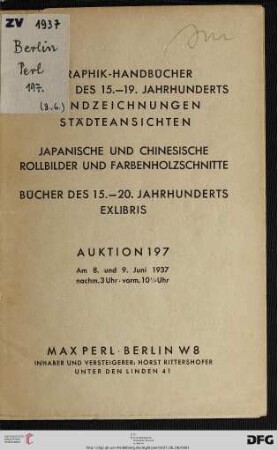 ZV 1937
Berlin
Perl
197.
(8.6.)
RAPHIK-HANDBÜCHER
DES 15.—19. JAHRHUNDERTS
NDZEICHNUNGEN
STÄDTEANSICHTEN
JAPANISCHE UND CHINESISCHE
ROLLBILDER UND FARBENHOLZSCHNITTE
BÜCHER DES 15.—20. JAHRHUNDERTS
EXLIBRIS
AUKTION 197
Am 8. und 9. Juni 1937
nachm. 3 Uhr · vorm. 10½ Uhr
MAX PERL · BERLIN W8
INHABER UND VERSTEIGERER: HORST RITTERSHOFER
UNTER DEN LINDEN 41
DFG